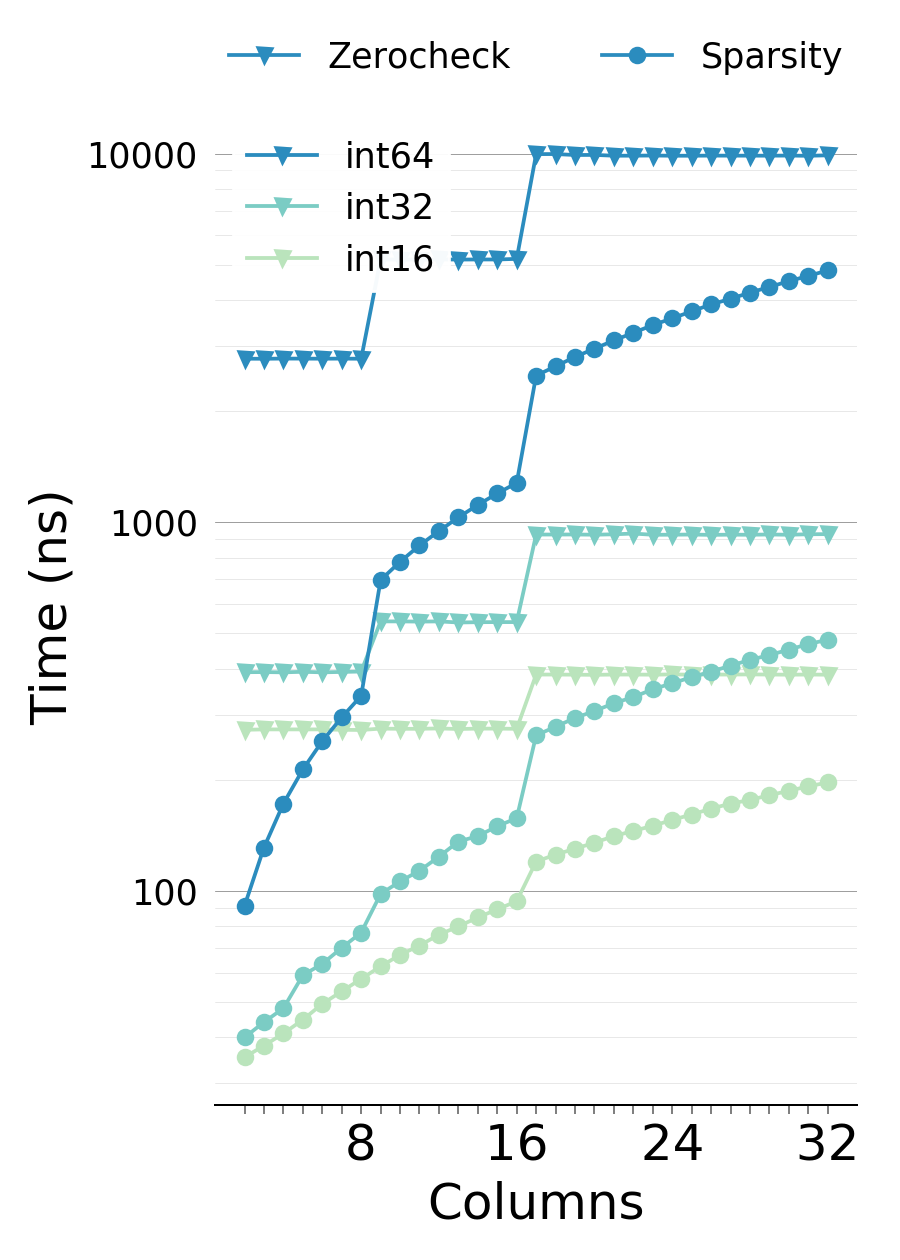 Zerocheck Sparsity
10000
int64
int32
int16
1000
100
Time (ns)
8 16 24 32
Columns